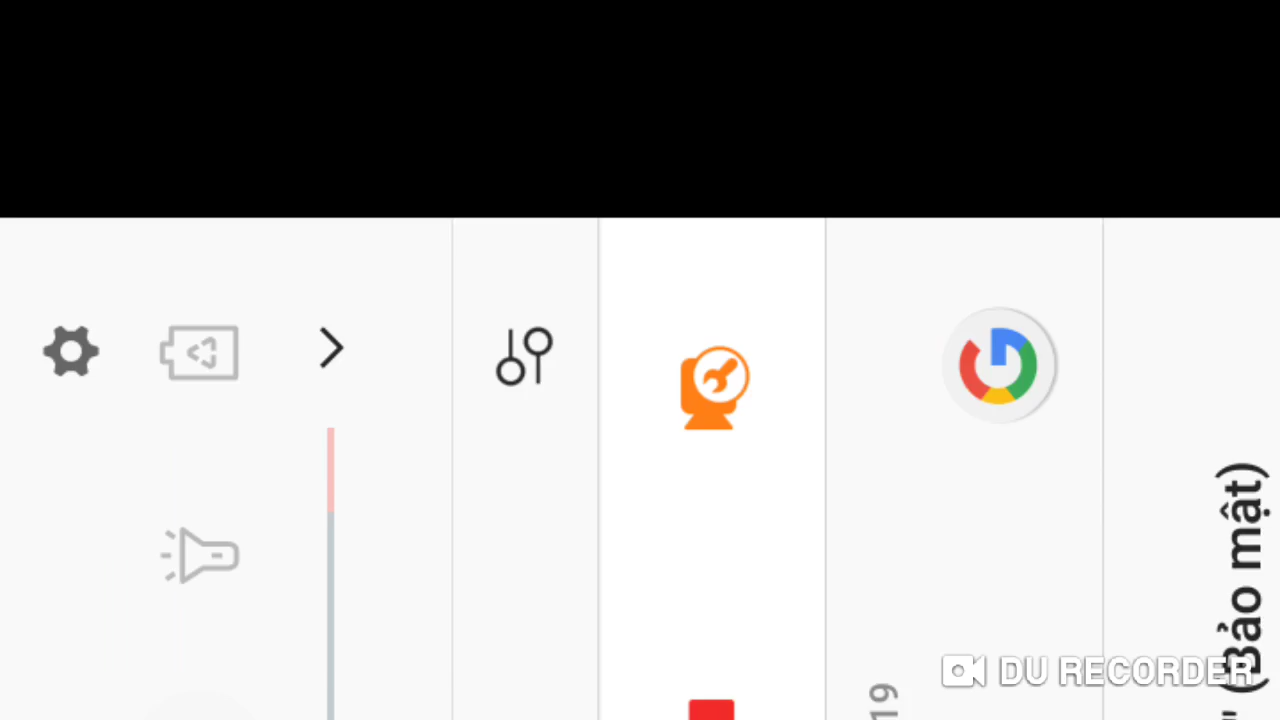 19
" (Bảo mật)
DU RECORDER